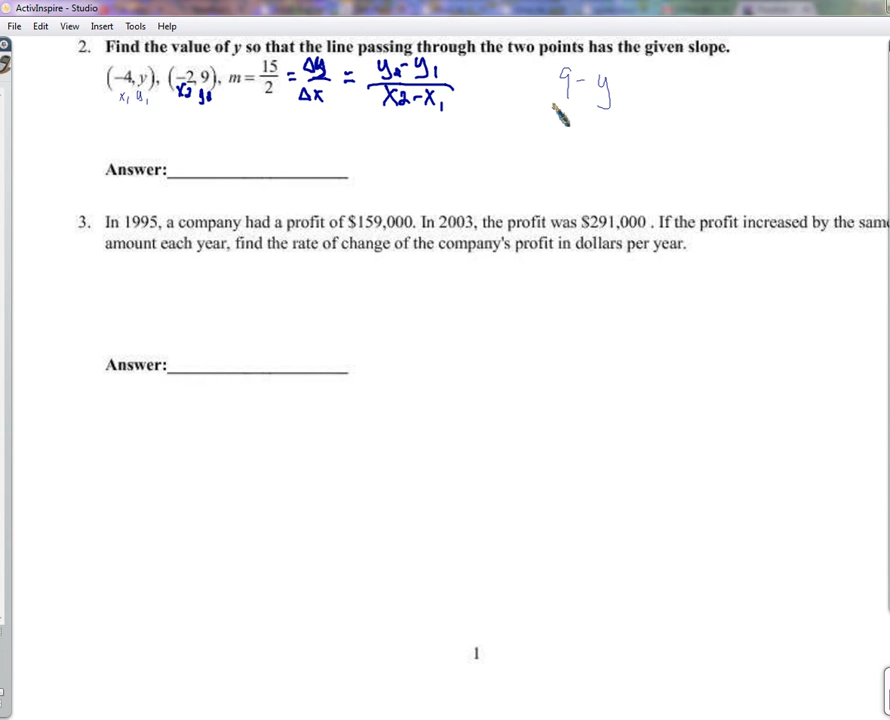 ActivInspire - Studio
File Edit View Insert Tools Help
2. Find the value of y so that the line passing through the two points has the given slope.
(−4, y), (−2, 9), m = 15/2 = Δy/Δx = y₂ - y₁ / x₂ - x₁
9 - y
x₁ y₁ x₂ y₂
Answer:____________________
3. In 1995, a company had a profit of $159,000. In 2003, the profit was $291,000 . If the profit increased by the same
amount each year, find the rate of change of the company's profit in dollars per year.
Answer:____________________
1